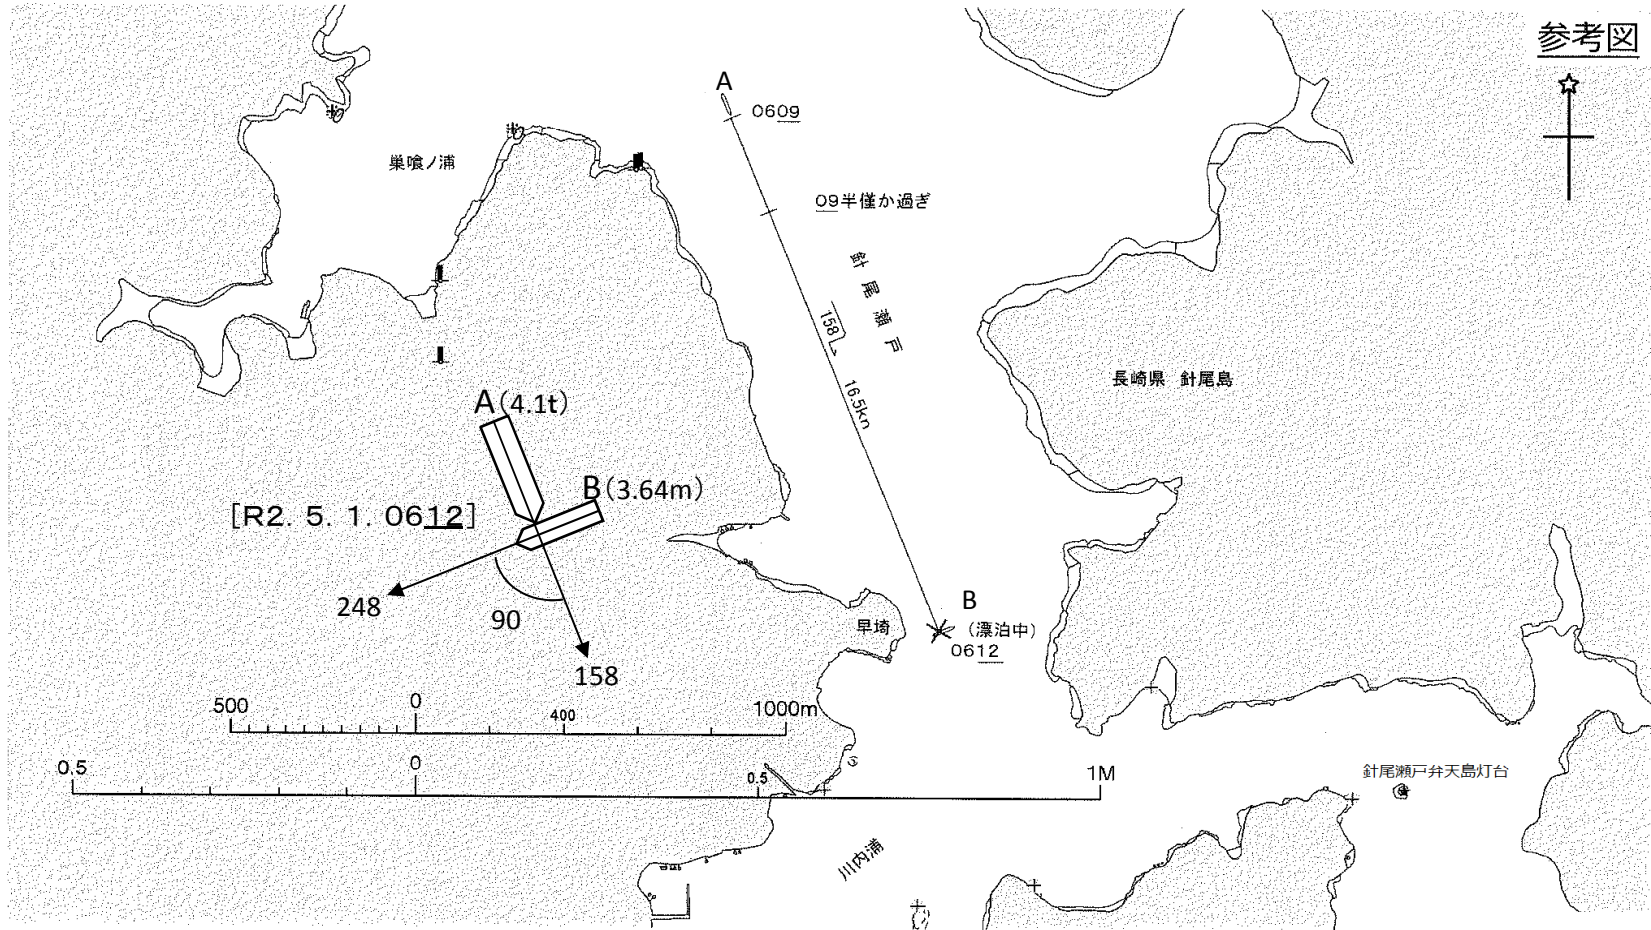 参考図
A
0609
巣喰ノ浦
09半僅か過ぎ
針尾瀬戸
158
16.5kn
長崎県 針尾島
A(4.1t)
B(3.64m)
[R2. 5. 1. 0612]
248
90
158
早埼
B
(漂泊中)
0612
500
0
400
1000m
0.5
0
0.5
1M
針尾瀬戸弁天島灯台
川内浦